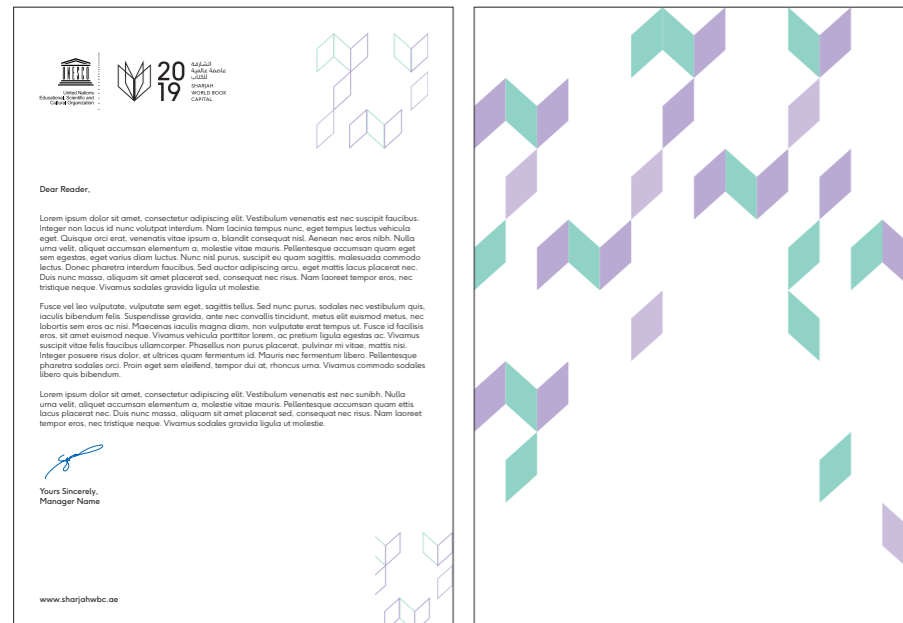 UNESCO
United Nations
Educational, Scientific and
Cultural Organization
20
19
الشارقة
عاصمة عالمية
للكتاب
SHARJAH
WORLD BOOK
CAPITAL
Dear Reader,
Lorem ipsum dolor sit amet, consectetur adipiscing elit. Vestibulum venenatis est nec suscipit faucibus.
Integer non lacus id nunc volutpat interdum. Nam lacinia tempus nunc, eget tempus lectus vehicula
eget. Quisque orci erat, venenatis vitae ipsum a, blandit consequat nisl. Aenean nec eros nibh. Nulla
urna velit, aliquet accumsan elementum a, molestie vitae mauris. Pellentesque accumsan quam eget
sem egestas, eget varius diam luctus. Nunc nisl purus, suscipit eu quam sagittis, malesuada commodo
lectus. Donec pharetra interdum faucibus. Sed auctor adipiscing arcu, eget mattis lacus placerat nec.
Duis nunc massa, aliquam sit amet placerat sed, consequat nec risus. Nam laoreet tempor eros, nec
tristique neque. Vivamus sodales gravida ligula ut molestie.
Fusce vel leo vulputate, vulputate sem eget, sagittis tellus. Sed nunc purus, sodales nec vestibulum quis,
iaculis bibendum felis. Suspendisse gravida, ante nec convallis tincidunt, metus elit euismod metus, nec
lobortis sem eros ac nisi. Maecenas iaculis magna diam, non vulputate erat tempus ut. Fusce id facilisis
eros, sit amet euismod neque. Vivamus vehicula porttitor lorem, ac pretium ligula egestas ac. Vivamus
suscipit vitae felis faucibus ullamcorper. Phasellus non purus placerat, pulvinar mi vitae, mattis nisi.
Integer posuere risus dolor, et ultrices quam fermentum id. Mauris nec fermentum libero. Pellentesque
pharetra sodales orci. Proin eget sem eleifend, tempor dui at, rhoncus urna. Vivamus commodo sodales
libero quis bibendum.
Lorem ipsum dolor sit amet, consectetur adipiscing elit. Vestibulum venenatis est nec sunibh. Nulla
urna velit, aliquet accumsan elementum a, molestie vitae mauris. Pellentesque accumsan quam ettis
lacus placerat nec. Duis nunc massa, aliquam sit amet placerat sed, consequat nec risus. Nam laoreet
tempor eros, nec tristique neque. Vivamus sodales gravida ligula ut molestie.
Yours Sincerely,
Manager Name
www.sharjahwbc.ae